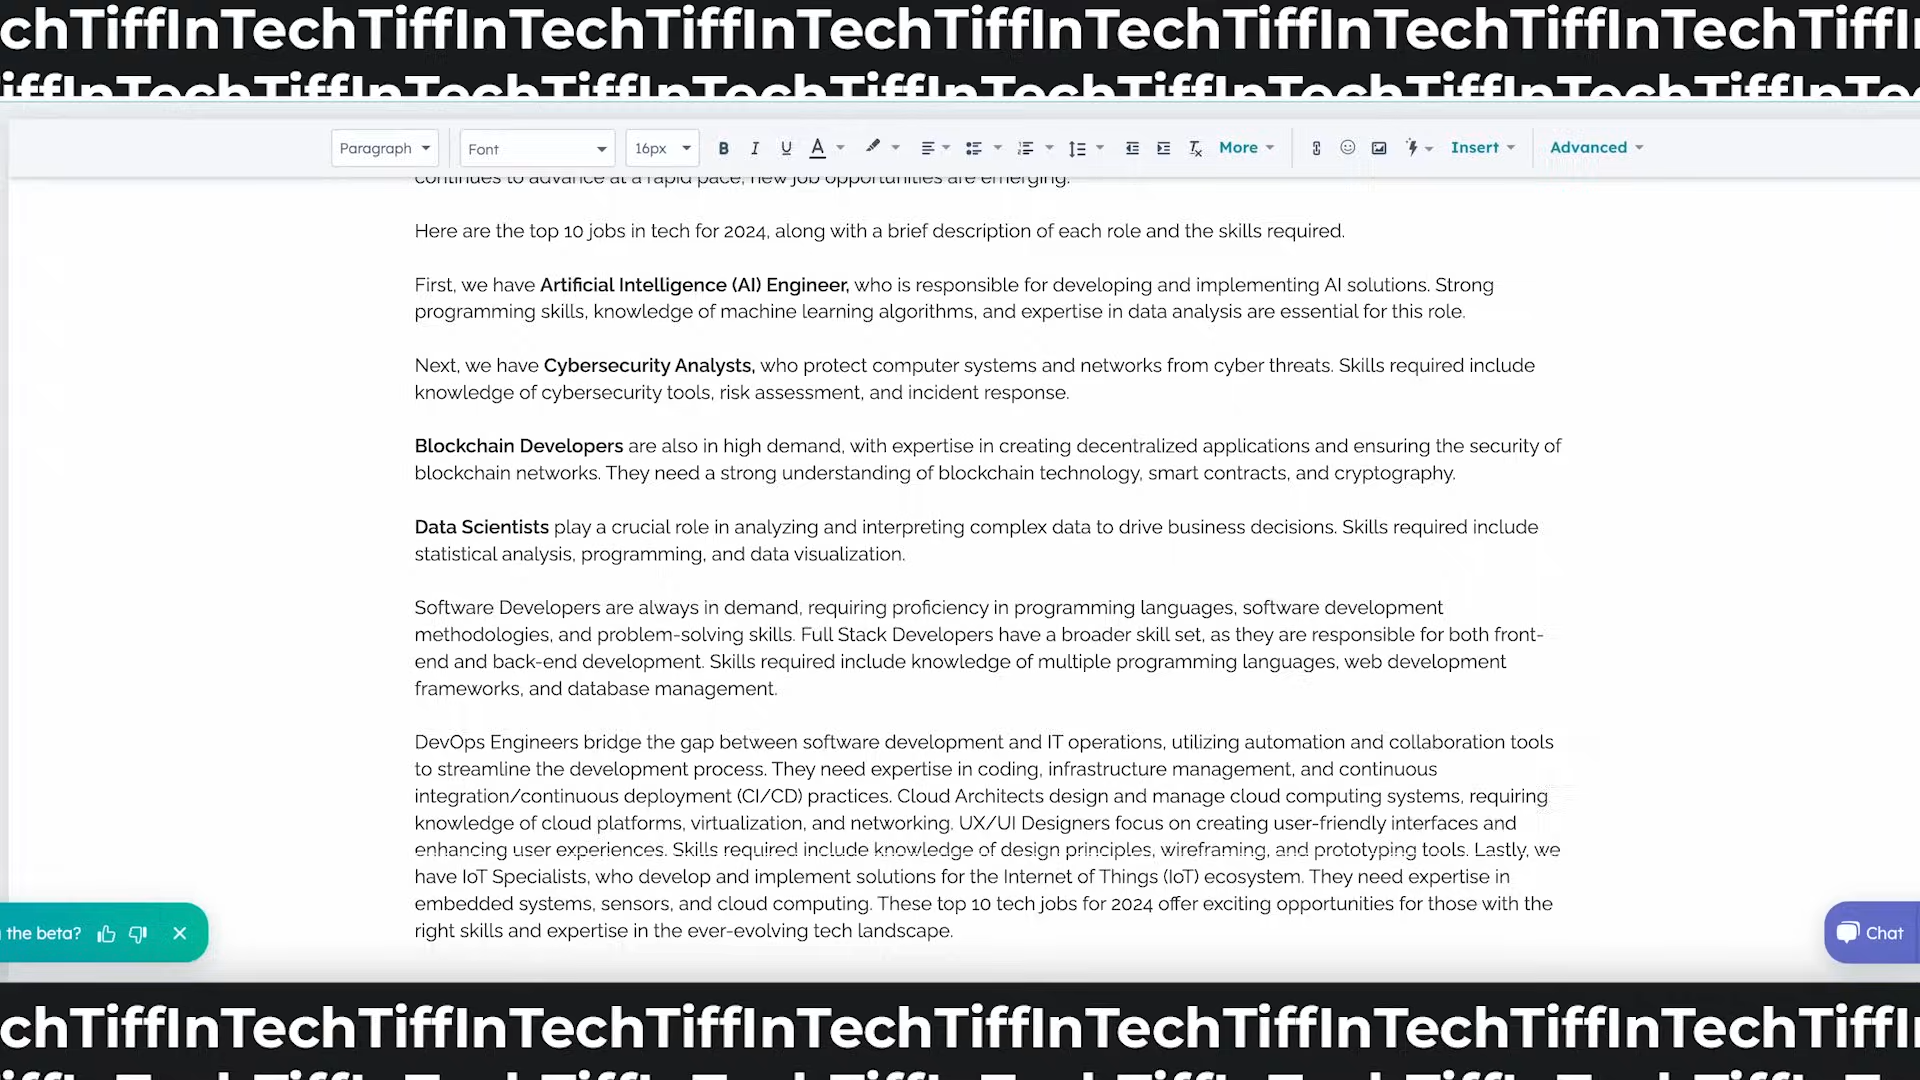 chTiffInTechTiffInTechTiffInTechTiffInTechTiffInTechTiffInTechTiffInTechTiffI
iffInTechTiffInTechTiffInTechTiffInTechTiffInTechTiffInTechTiffInTechTiffInTe
Paragraph Font 16px B I U A More Insert Advanced
continues to advance at a rapid pace, new job opportunities are emerging.
Here are the top 10 jobs in tech for 2024, along with a brief description of each role and the skills required.
First, we have Artificial Intelligence (AI) Engineer, who is responsible for developing and implementing AI solutions. Strong
programming skills, knowledge of machine learning algorithms, and expertise in data analysis are essential for this role.
Next, we have Cybersecurity Analysts, who protect computer systems and networks from cyber threats. Skills required include
knowledge of cybersecurity tools, risk assessment, and incident response.
Blockchain Developers are also in high demand, with expertise in creating decentralized applications and ensuring the security of
blockchain networks. They need a strong understanding of blockchain technology, smart contracts, and cryptography.
Data Scientists play a crucial role in analyzing and interpreting complex data to drive business decisions. Skills required include
statistical analysis, programming, and data visualization.
Software Developers are always in demand, requiring proficiency in programming languages, software development
methodologies, and problem-solving skills. Full Stack Developers have a broader skill set, as they are responsible for both front-
end and back-end development. Skills required include knowledge of multiple programming languages, web development
frameworks, and database management.
DevOps Engineers bridge the gap between software development and IT operations, utilizing automation and collaboration tools
to streamline the development process. They need expertise in coding, infrastructure management, and continuous
integration/continuous deployment (CI/CD) practices. Cloud Architects design and manage cloud computing systems, requiring
knowledge of cloud platforms, virtualization, and networking. UX/UI Designers focus on creating user-friendly interfaces and
enhancing user experiences. Skills required include knowledge of design principles, wireframing, and prototyping tools. Lastly, we
have IoT Specialists, who develop and implement solutions for the Internet of Things (IoT) ecosystem. They need expertise in
embedded systems, sensors, and cloud computing. These top 10 tech jobs for 2024 offer exciting opportunities for those with the
right skills and expertise in the ever-evolving tech landscape.
the beta?
Chat
chTiffInTechTiffInTechTiffInTechTiffInTechTiffInTechTiffInTechTiffInTechTiffI